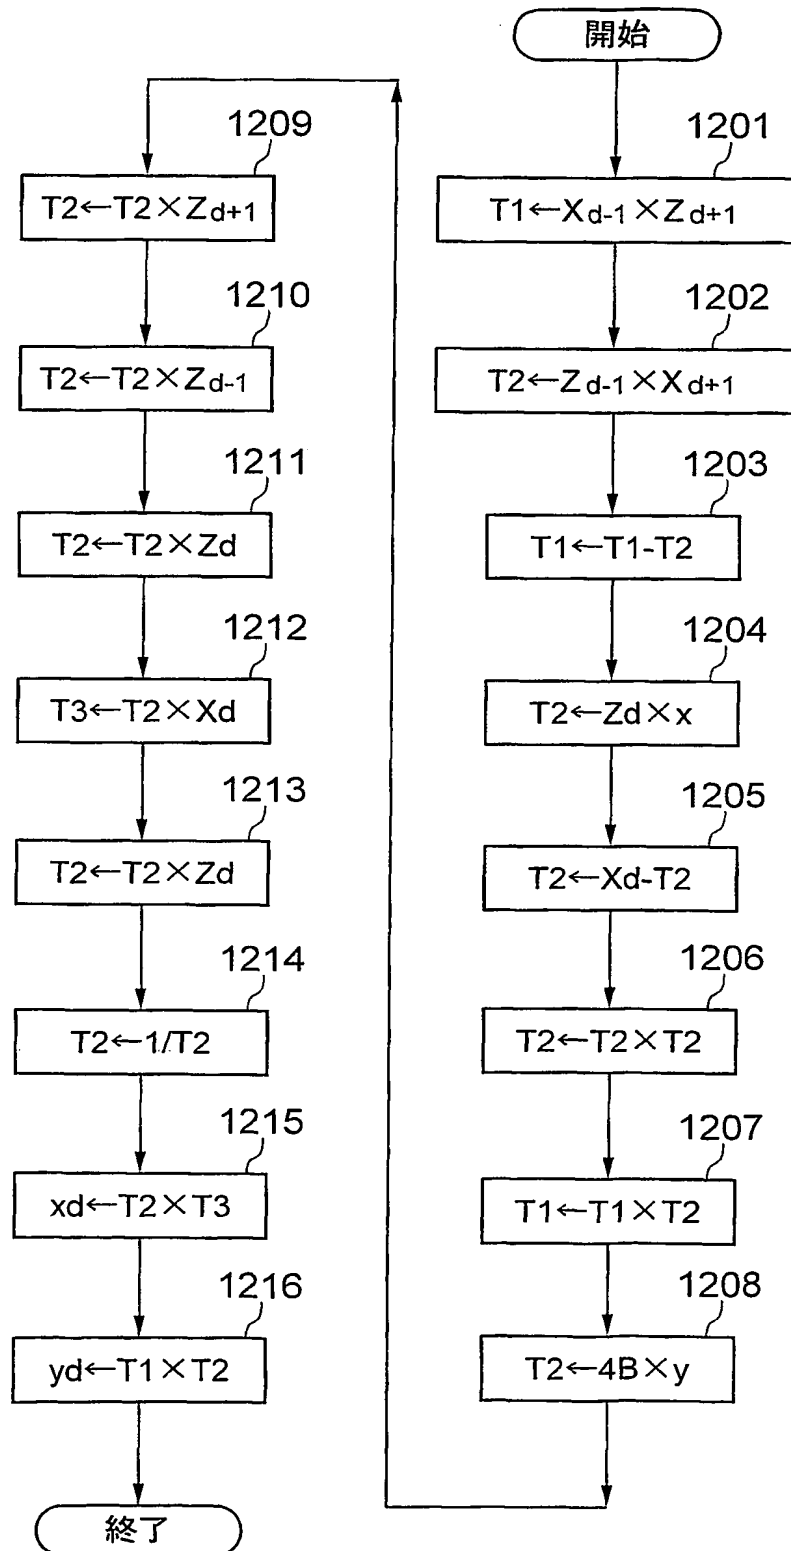 開始
1201
T1←Xd-1×Zd+1
1202
T2←Zd-1×Xd+1
1203
T1←T1-T2
1204
T2←Zd×x
1205
T2←Xd-T2
1206
T2←T2×T2
1207
T1←T1×T2
1208
T2←4B×y
1209
T2←T2×Zd+1
1210
T2←T2×Zd-1
1211
T2←T2×Zd
1212
T3←T2×Xd
1213
T2←T2×Zd
1214
T2←1/T2
1215
xd←T2×T3
1216
yd←T1×T2
終了